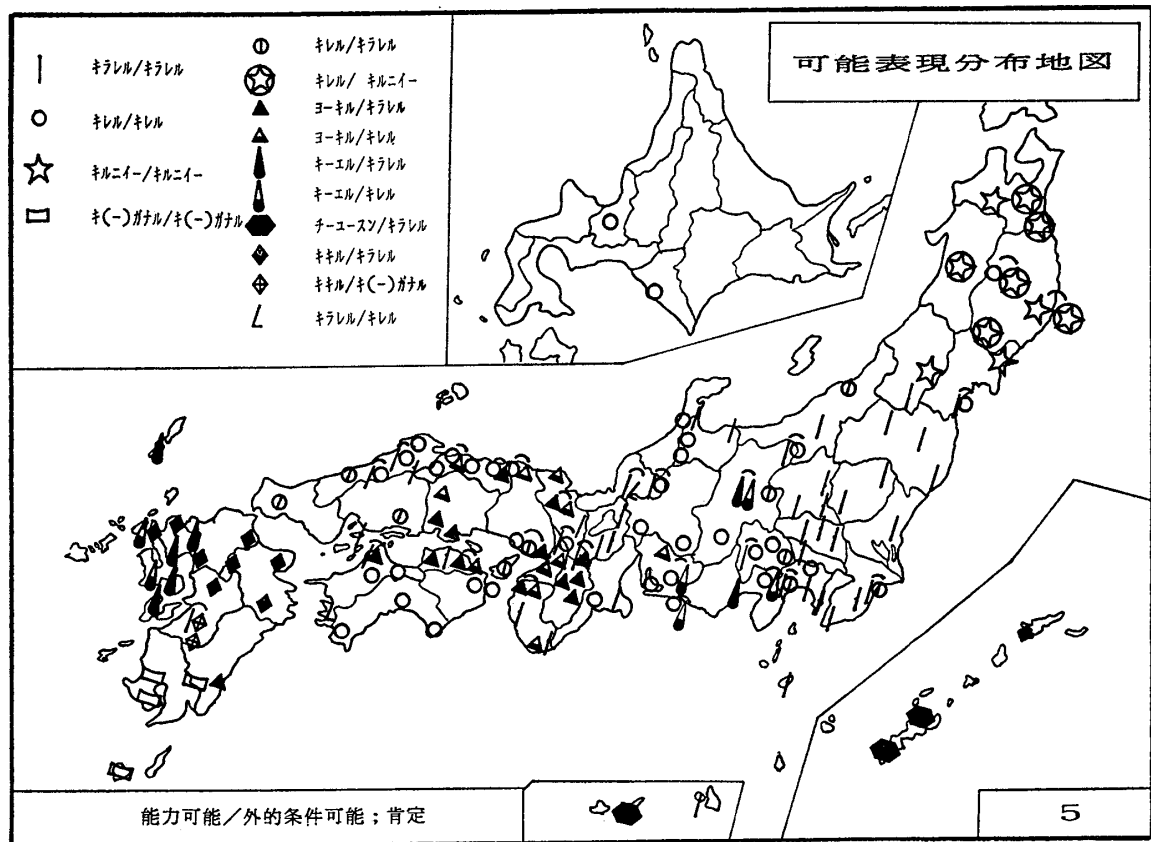 可能表現分布地図
キラレル/キラレル
キレル/キレル
キルニイー/キルニイー
キ(ー)ガナル/キ(ー)ガナル
キレル/キラレル
キレル/ キルニイー
ヨーキル/キラレル
ヨーキル/キレル
キーエル/キラレル
キーエル/キレル
チーユースン/キラレル
キキル/キラレル
キキル/キ(ー)ガナル
キラレル/キレル
能力可能/外的条件可能;肯定
5